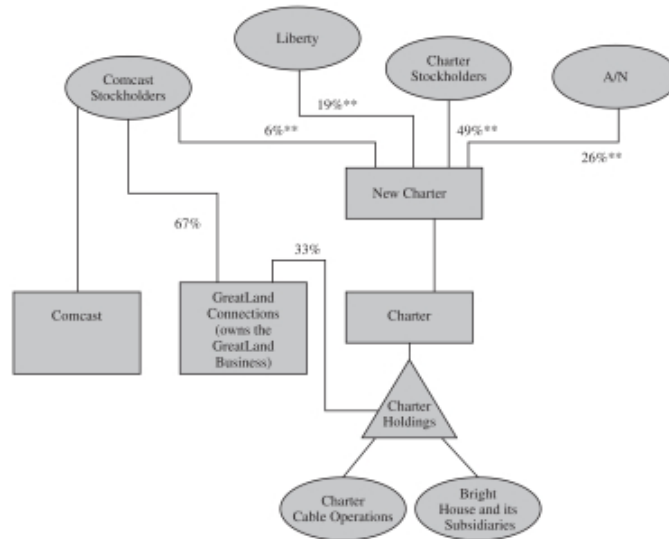 Liberty
Charter
Stockholders
Comcast
Stockholders
A/N
19%**
6%**
49%**
26%**
New Charter
67%
33%
Comcast
GreatLand
Connections
(owns the
GreatLand
Business)
Charter
Charter
Holdings
Charter
Cable Operations
Bright
House and its
Subsidiaries